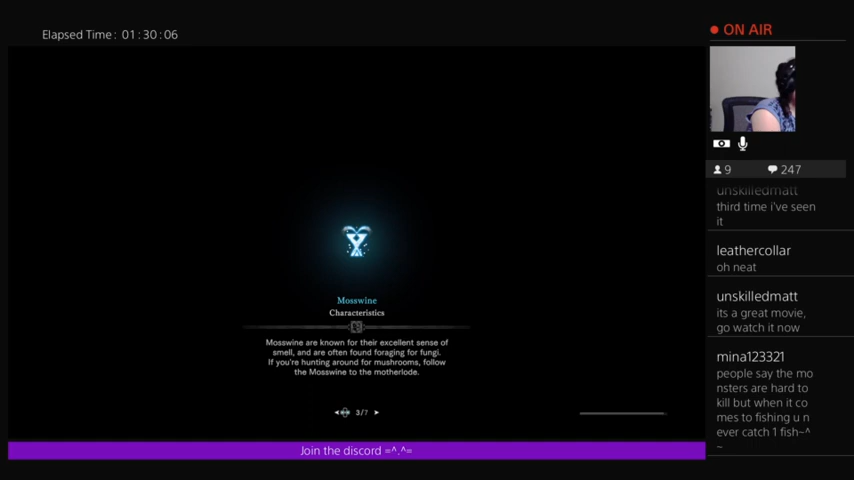 Elapsed Time: 01:30:06
ON AIR
9
247
unskilledmatt
third time i've seen
it
leathercollar
oh neat
unskilledmatt
its a great movie,
go watch it now
mina123321
people say the mo
nsters are hard to
kill but when it co
mes to fishing u n
ever catch 1 fish~^
~
Mosswine
Characteristics
Mosswine are known for their excellent sense of
smell, and are often found foraging for fungi.
If you're hunting around for mushrooms, follow
the Mosswine to the motherlode.
3/7
Join the discord =^.^=